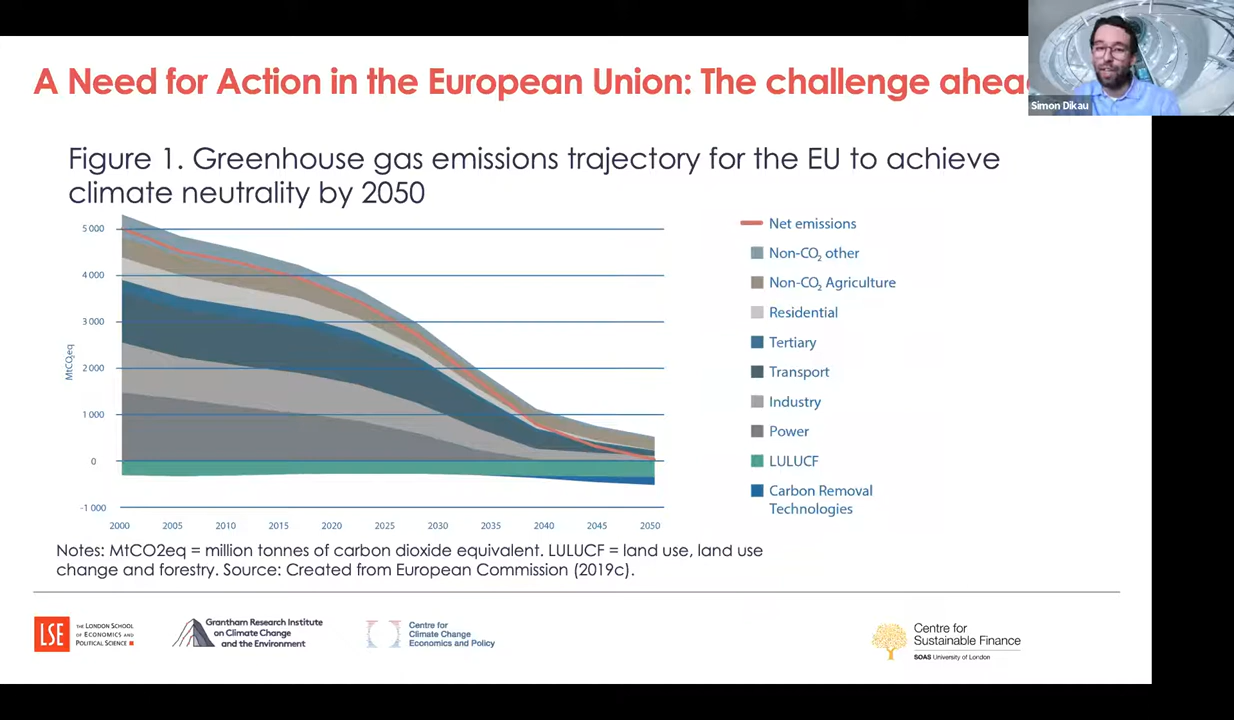 A Need for Action in the European Union: The challenge ahea
Simon Dikau
Figure 1. Greenhouse gas emissions trajectory for the EU to achieve
climate neutrality by 2050
5 000
4 000
3 000
2 000
1 000
0
-1 000
MtCO₂eq
2000 2005 2010 2015 2020 2025 2030 2035 2040 2045 2050
Net emissions
Non-CO₂ other
Non-CO₂ Agriculture
Residential
Tertiary
Transport
Industry
Power
LULUCF
Carbon Removal
Technologies
Notes: MtCO2eq = million tonnes of carbon dioxide equivalent. LULUCF = land use, land use
change and forestry. Source: Created from European Commission (2019c).
LSE
THE LONDON SCHOOL
OF ECONOMICS AND
POLITICAL SCIENCE
Grantham Research Institute
on Climate Change
and the Environment
Centre for
Climate Change
Economics and Policy
Centre for
Sustainable Finance
SOAS University of London